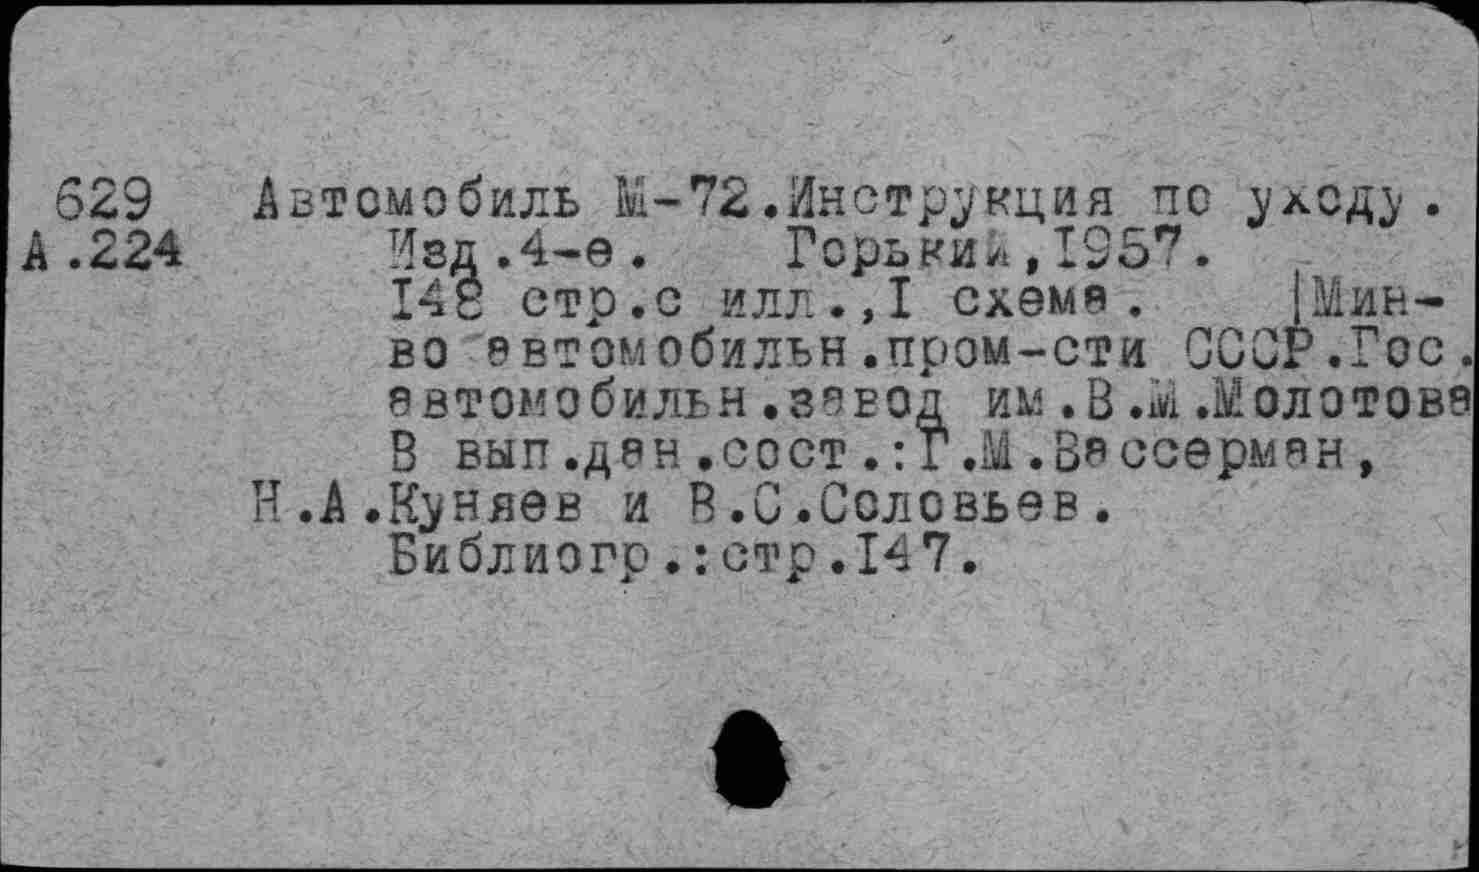 629 Автомобиль М-72.Инструкция по уходу.
А.224 Изд.4-е. Горький,1957.
148 стр.с илл.,I схема. |Мин-
во автомобильн.пром-сти СССР.Гос.
автомобильн.завод им.В.М.Молотова
В вып.дан.сост.:Г.М.Вассерман,
Н.А.Куняев и В.С.Соловьев.
Библиогр.:стр.147.